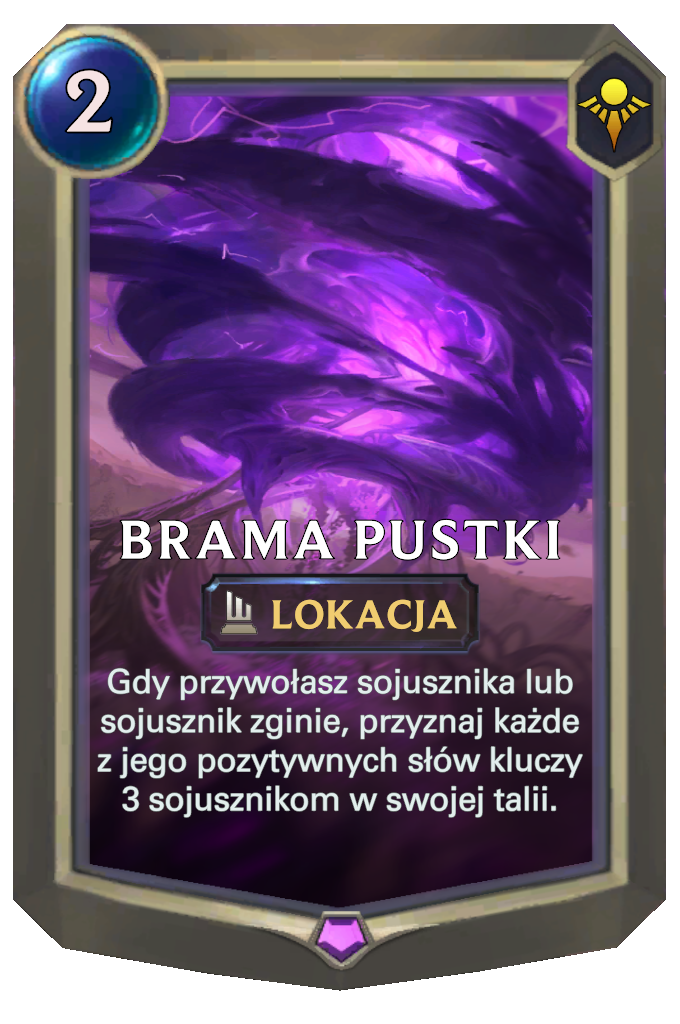 2
BRAMA PUSTKI
LOKACJA
Gdy przywołasz sojusznika lub
sojusznik zginie, przyznaj każde
z jego pozytywnych słów kluczy
3 sojusznikom w swojej talii.